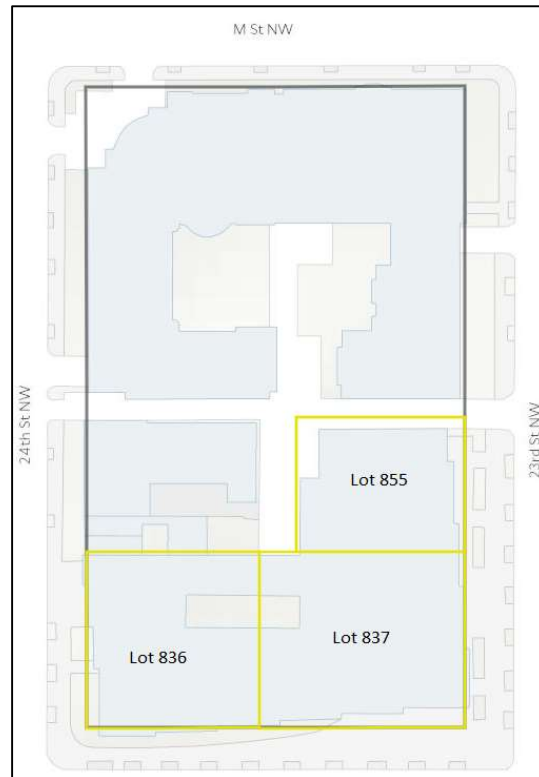 M St NW
24th St NW
23rd St NW
Lot 855
Lot 836
Lot 837